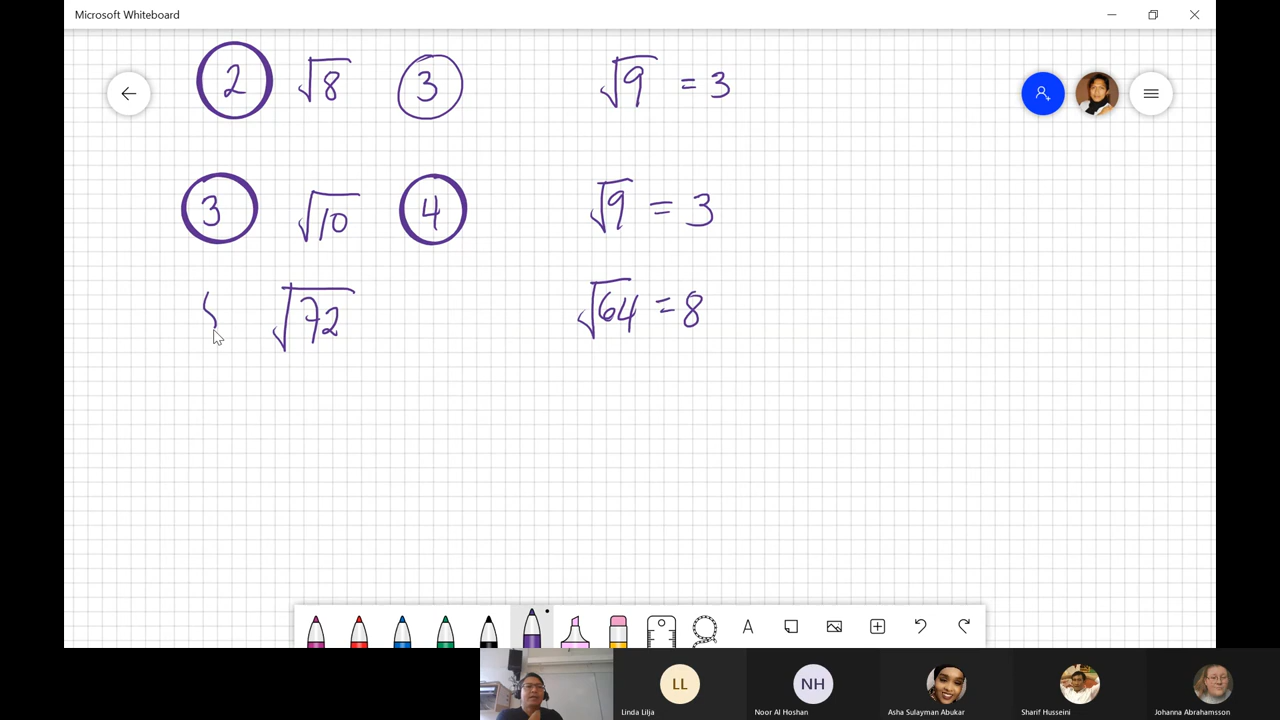 Microsoft Whiteboard
2 √8 3 √9 = 3
3 √10 4 √9 = 3
√72 √64 = 8
A
LL NH
Linda Lilja Noor Al Hoshan Asha Sulayman Abukar Sharif Husseini Johanna Abrahamsson